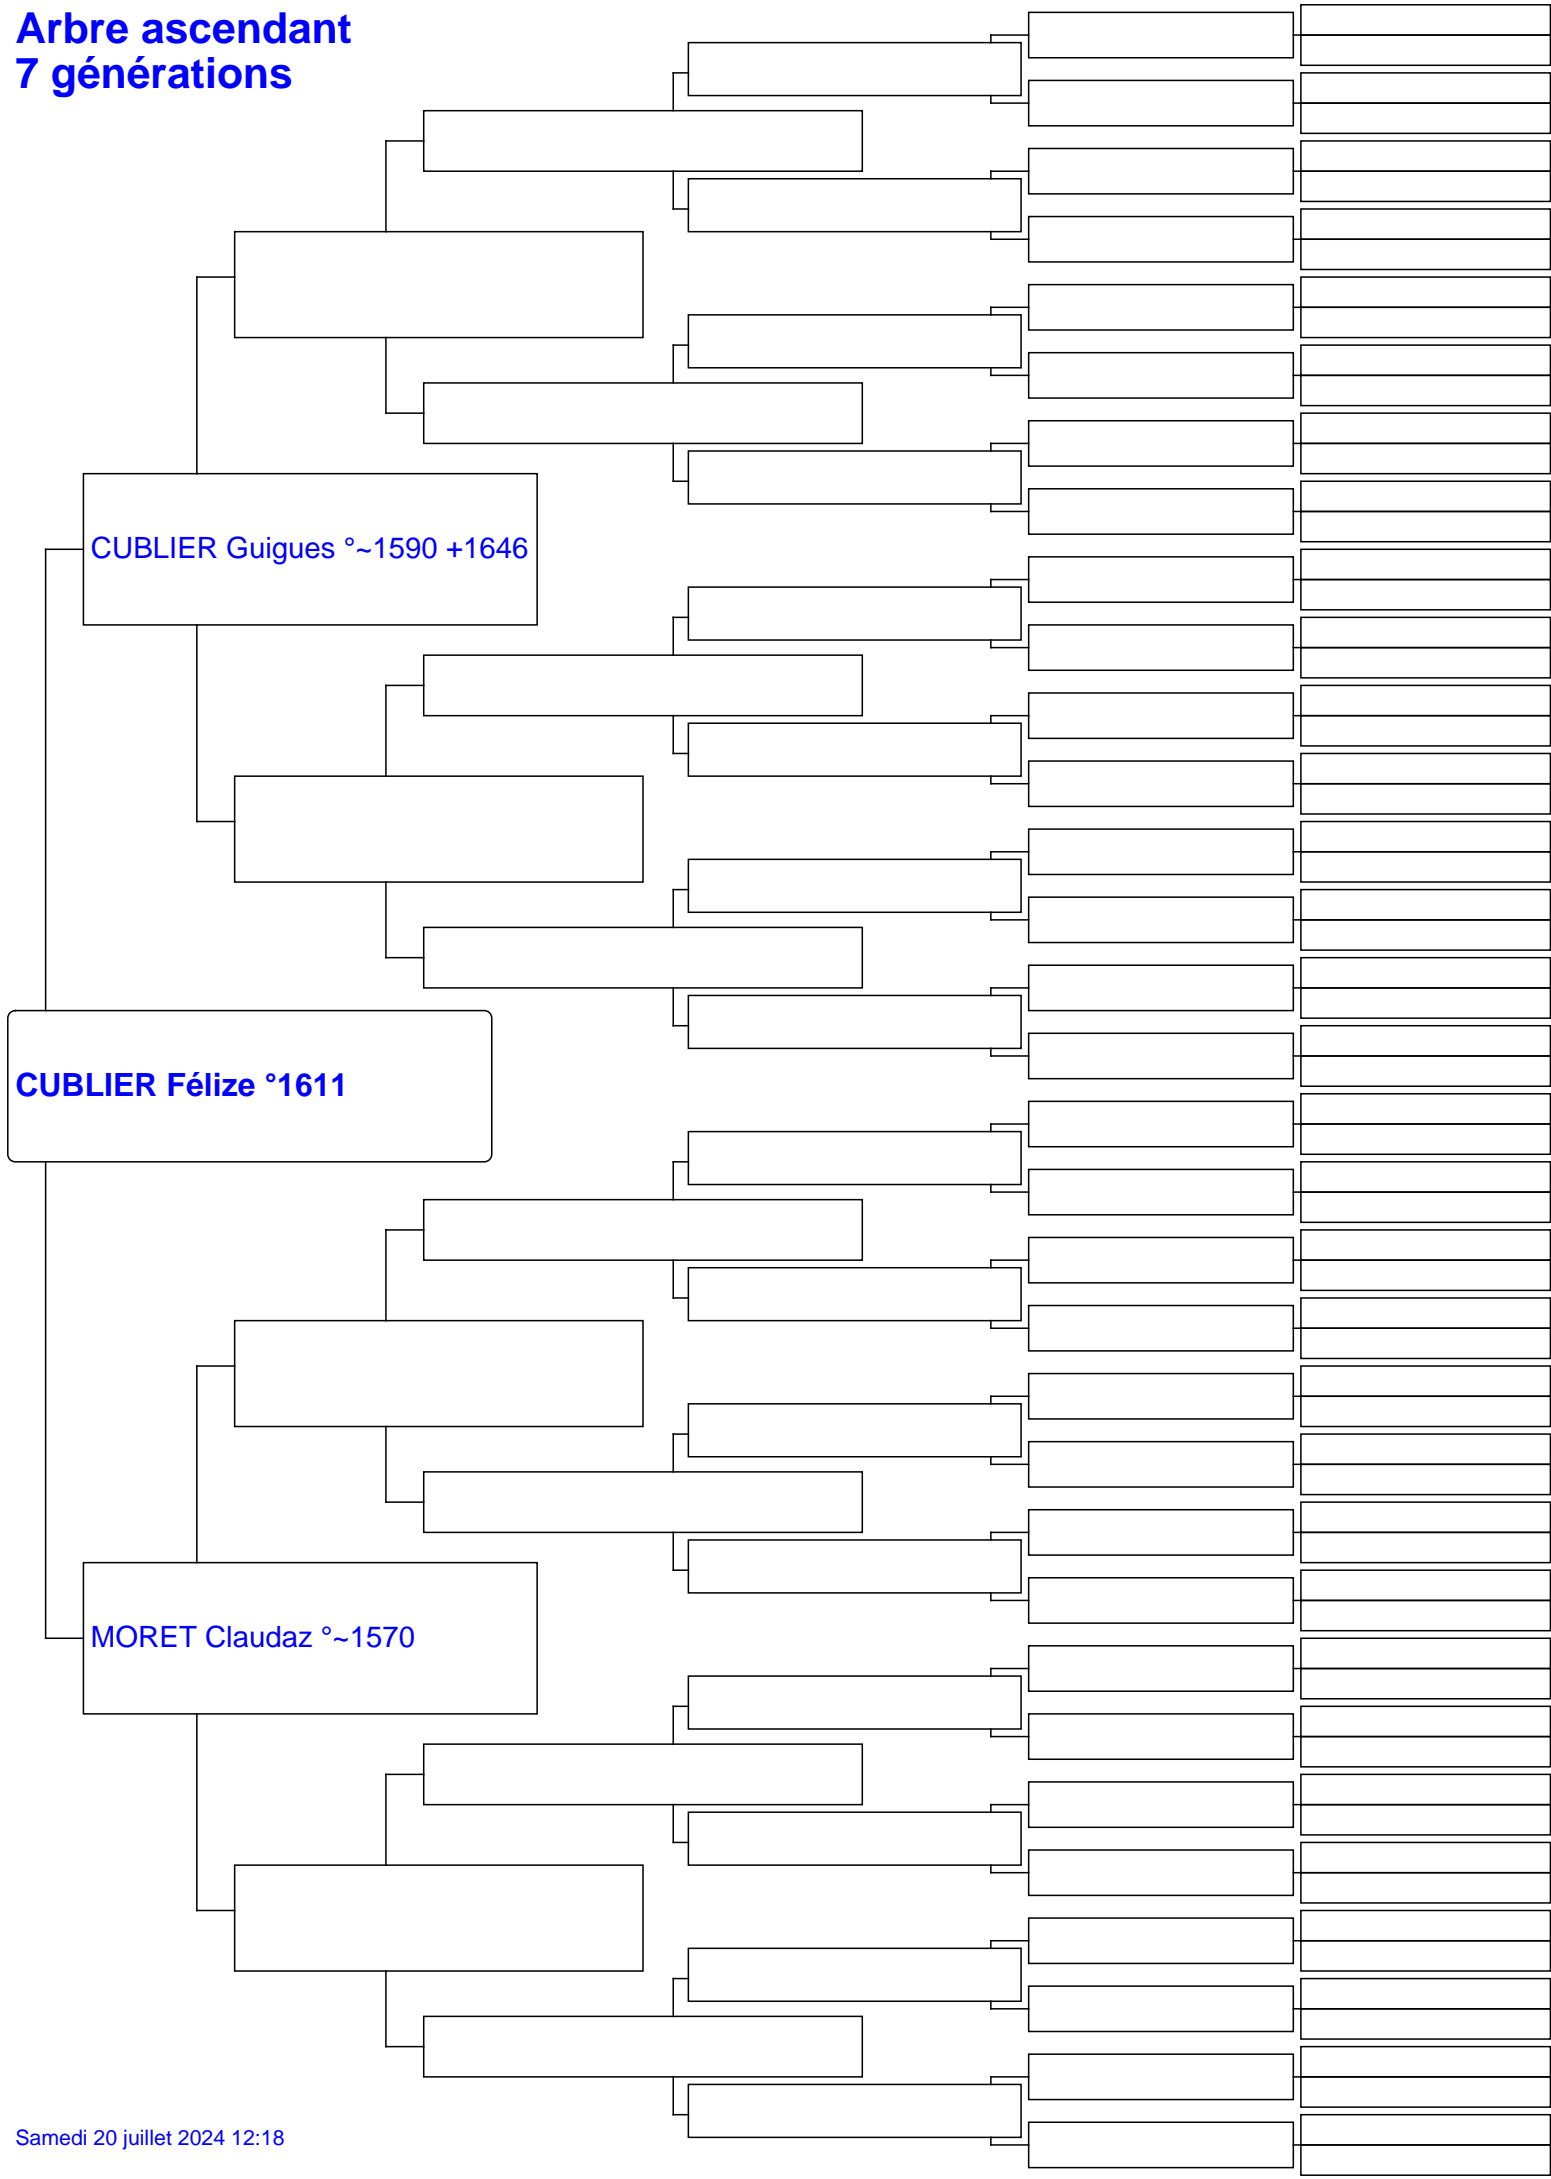 Arbre ascendant
7 générations
CUBLIER Guigues °~1590 +1646
CUBLIER Félize °1611
MORET Claudaz °~1570
Samedi 20 juillet 2024 12:18